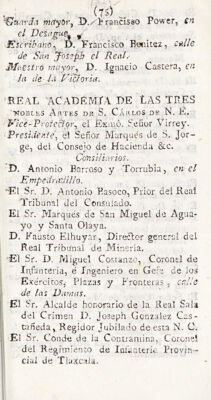 (75)
Guarda mayor, D. Francisco Power, en
el Desague.
Escribano, D. Francisco Benitez, calle
de San Joseph el Real.
Maestro mayor, D. Ignacio Castera, en
la de la Victoria.
REAL ACADEMIA DE LAS TRES
NOBLES ARTES DE S. CÁRLOS DE N. E.
Vice-Protector, el Exmô. Señor Virrey.
Presidente, el Señor Marqués de S. Jor-
ge, del Consejo de Hacienda &c.
Consiliarios.
D. Antonio Barroso y Torrubia, en el
Empedradillo.
El Sr. D. Antonio Basoco, Prior del Real
Tribunal del Consulado.
El Sr. Marqués de San Miguel de Agua-
yo y Santa Olaya.
D. Fausto Elhuyar, Director general del
Real Tribunal de Minería.
El Sr. D. Miguel Costanzo, Coronel de
Infantería, é Ingeniero en Gefe de los
Exércitos, Plazas y Fronteras, calle
de las Damas.
El Sr. Alcalde honorario de la Real Sala
del Crimen D. Joseph Gonzalez Cas-
tañeda, Regidor Jubilado de esta N. C.
El Sr. Conde de la Contramina, Coronel
del Regimiento de Infantería Provin-
cial de Tlaxcala.